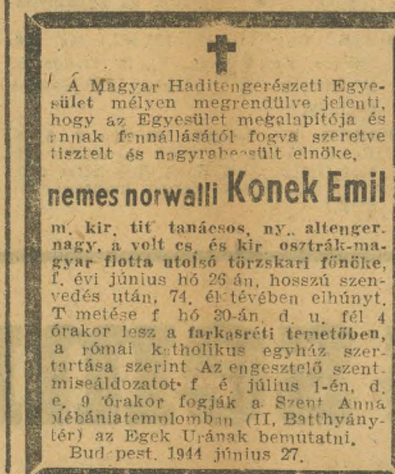 A Magyar Haditengerészeti Egye-
sület mélyen megrendülve jelenti,
hogy az Egyesület megalapítója és
annak fennállásától fogva szeretve
tisztelt és nagyrabecsült elnöke,
nemes norwalli Konek Emil
m. kir. tit tanácsos, ny. altenger-
nagy, a volt cs. és kir osztrák-ma-
gyar flotta utolsó törzskari főnöke,
f. évi június hó 26-án, hosszú szen-
vedés után, 74. életévében elhúnyt.
Temetése f hó 30-án, d. u. fél 4
órakor lesz a farkasréti temetőben,
a római katholikus egyház szer-
tartása szerint Az engesztelő szent-
miseáldozatot f é július 1-én, d.
e. 9 órakor fogják a Szent Anna
plébániatemplomban (II, Batthyány-
tér) az Egek Urának bemutatni.
Budapest. 1944 június 27.